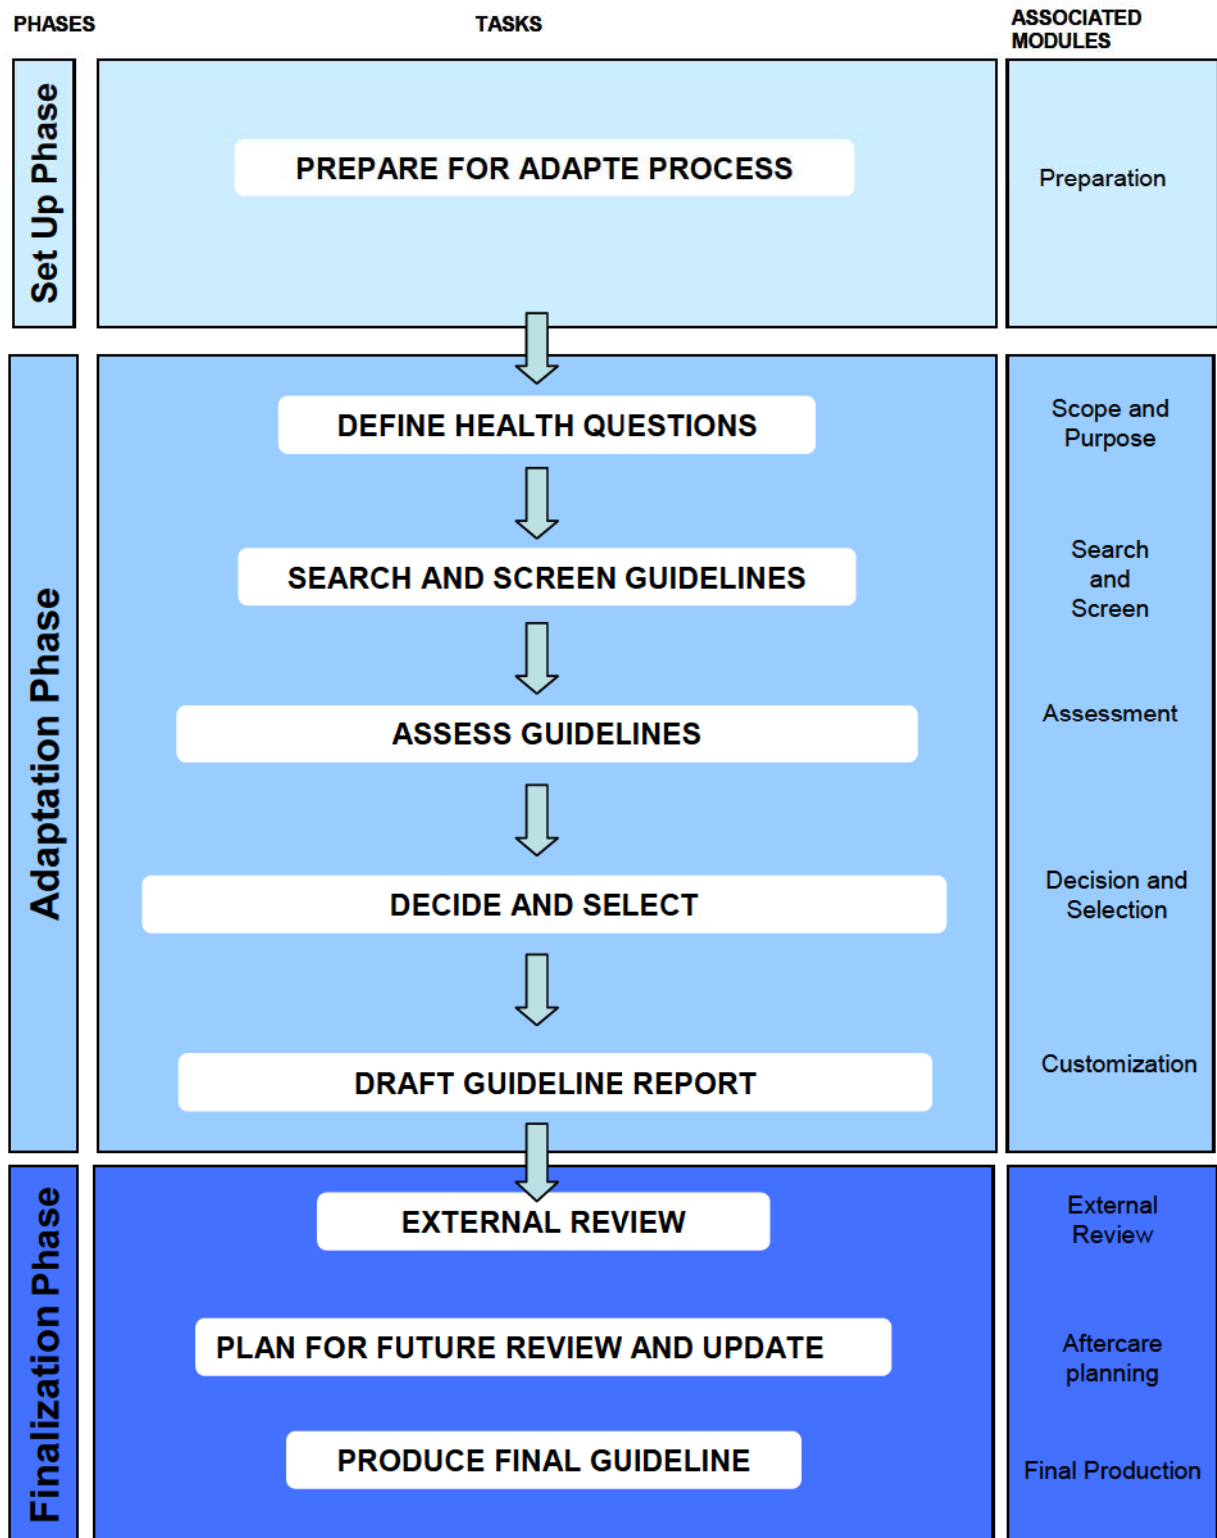 PHASES
TASKS
ASSOCIATED
MODULES
Set Up Phase
PREPARE FOR ADAPTE PROCESS
Preparation
Adaptation Phase
DEFINE HEALTH QUESTIONS
Scope and
Purpose
SEARCH AND SCREEN GUIDELINES
Search
and
Screen
ASSESS GUIDELINES
Assessment
DECIDE AND SELECT
Decision and
Selection
DRAFT GUIDELINE REPORT
Customization
Finalization Phase
EXTERNAL REVIEW
External
Review
PLAN FOR FUTURE REVIEW AND UPDATE
Aftercare
planning
PRODUCE FINAL GUIDELINE
Final Production